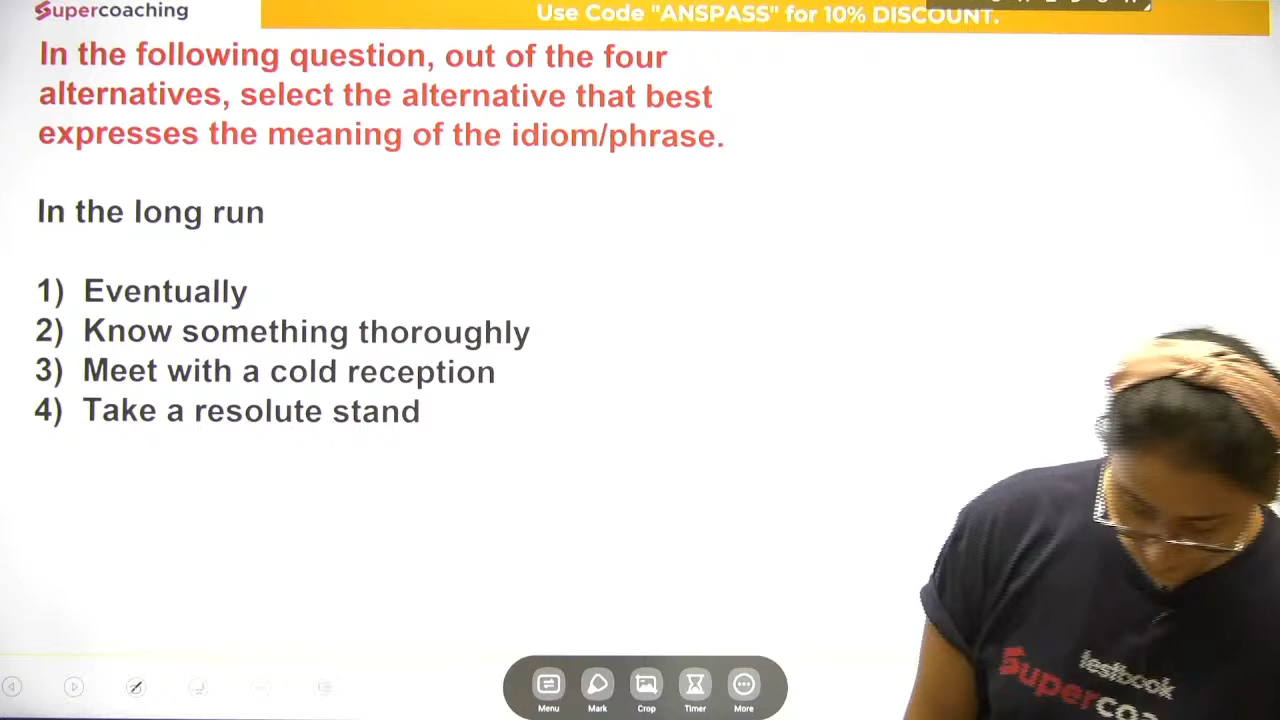 Supercoaching
Use Code "ANSPASS" for 10% DISCOUNT.
In the following question, out of the four
alternatives, select the alternative that best
expresses the meaning of the idiom/phrase.
In the long run
1) Eventually
2) Know something thoroughly
3) Meet with a cold reception
4) Take a resolute stand
testbook
Superco
Menu
Mark
Crop
Timer
More